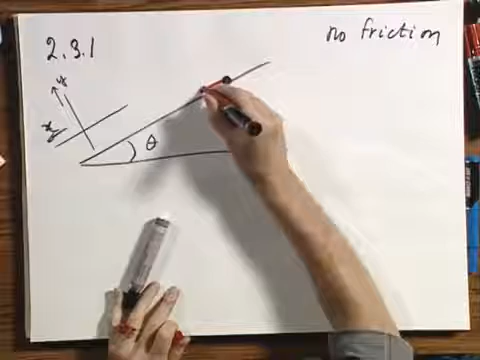 2.3.1
no friction
y
x
θ